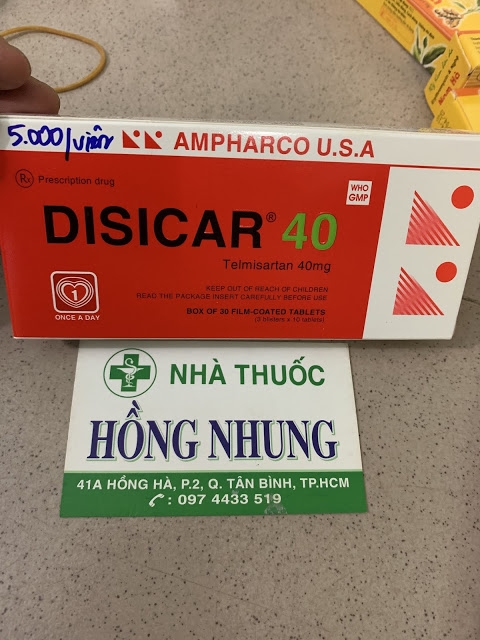 5.000/viên
AMPHARCO U.S.A
Rx Prescription drug
WHO
GMP
DISICAR® 40
Telmisartan 40mg
KEEP OUT OF REACH OF CHILDREN
READ THE PACKAGE INSERT CAREFULLY BEFORE USE
1
ONCE A DAY
BOX OF 30 FILM-COATED TABLETS
(3 blisters x 10 tablets)
NHÀ THUỐC
HỒNG NHUNG
41A HỒNG HÀ, P.2, Q. TÂN BÌNH, TP.HCM
: 097 4433 519